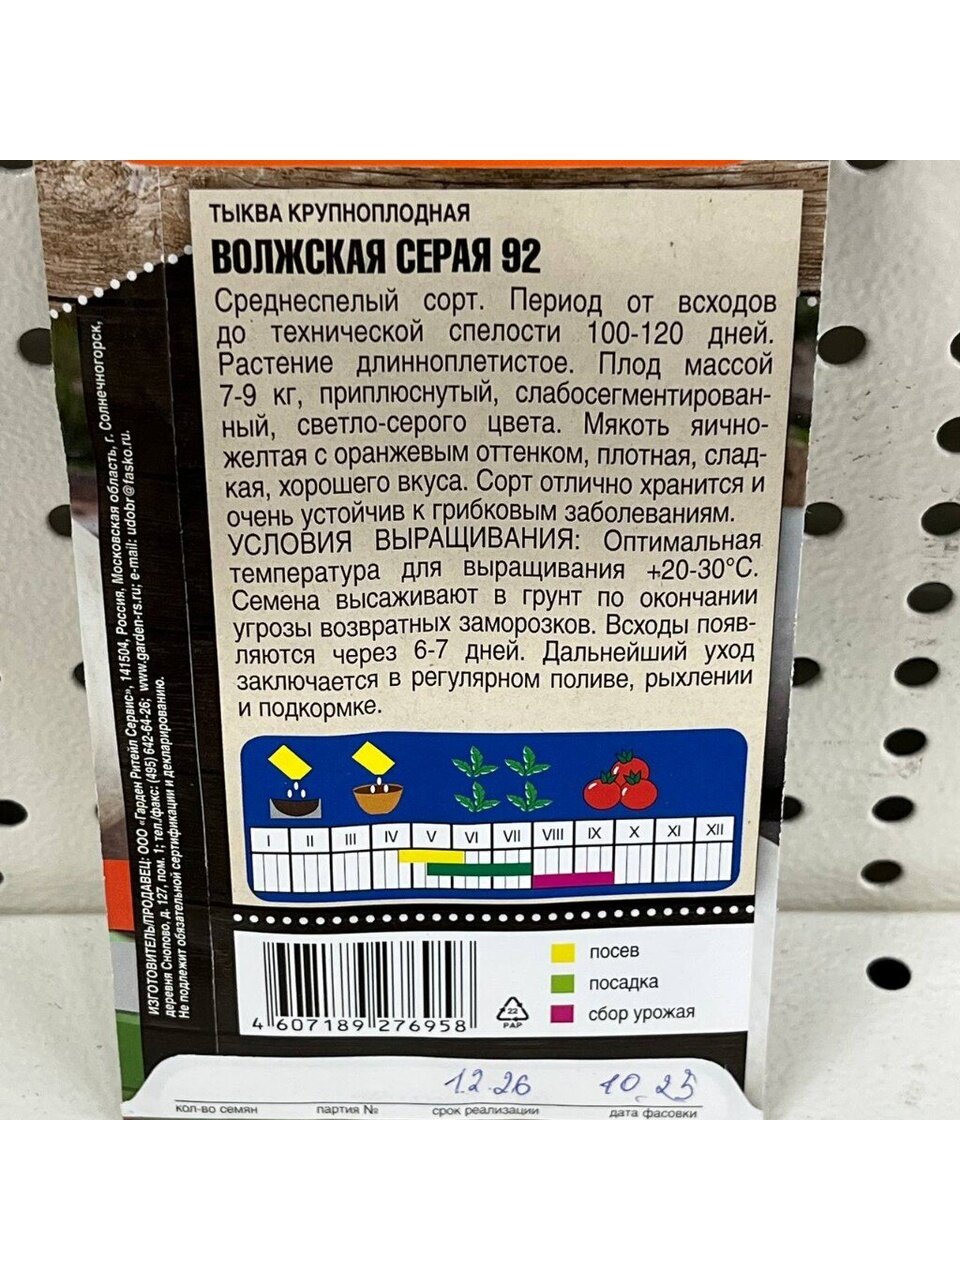 ТЫКВА КРУПНОПЛОДНАЯ
ВОЛЖСКАЯ СЕРАЯ 92
Среднеспелый сорт. Период от всходов
до технической спелости 100-120 дней.
Растение длинноплетистое. Плод массой
7-9 кг, приплюснутый, слабосегментирован-
ный, светло-серого цвета. Мякоть яично-
желтая с оранжевым оттенком, плотная, слад-
кая, хорошего вкуса. Сорт отлично хранится и
очень устойчив к грибковым заболеваниям.
УСЛОВИЯ ВЫРАЩИВАНИЯ: Оптимальная
температура для выращивания +20-30°С.
Семена высаживают в грунт по окончании
угрозы возвратных заморозков. Всходы появ-
ляются через 6-7 дней. Дальнейший уход
заключается в регулярном поливе, рыхлении
и подкормке.
I II III IV V VI VII VIII IX X XI XII
посев
посадка
сбор урожая
4 607189 276958
22
PAP
12.26 10.25
кол-во семян партия № срок реализации дата фасовки
ИЗГОТОВИТЕЛЬ/ПРОДАВЕЦ: ООО «Гарден Ритейл Сервис», 141504, Россия, Московская область, г. Солнечногорск,
деревня Снопово, д. 127, пом. 1; тел./факс: (495) 642-64-26; www.garden-rs.ru; e-mail: udobr@fasko.ru.
Не подлежит обязательной сертификации и декларированию.